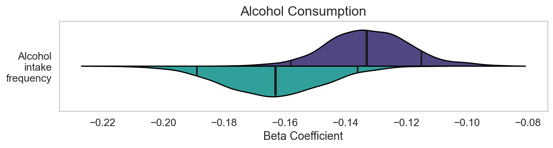 Alcohol Consumption
Alcohol
intake
frequency
−0.22 −0.20 −0.18 −0.16 −0.14 −0.12 −0.10 −0.08
Beta Coefficient